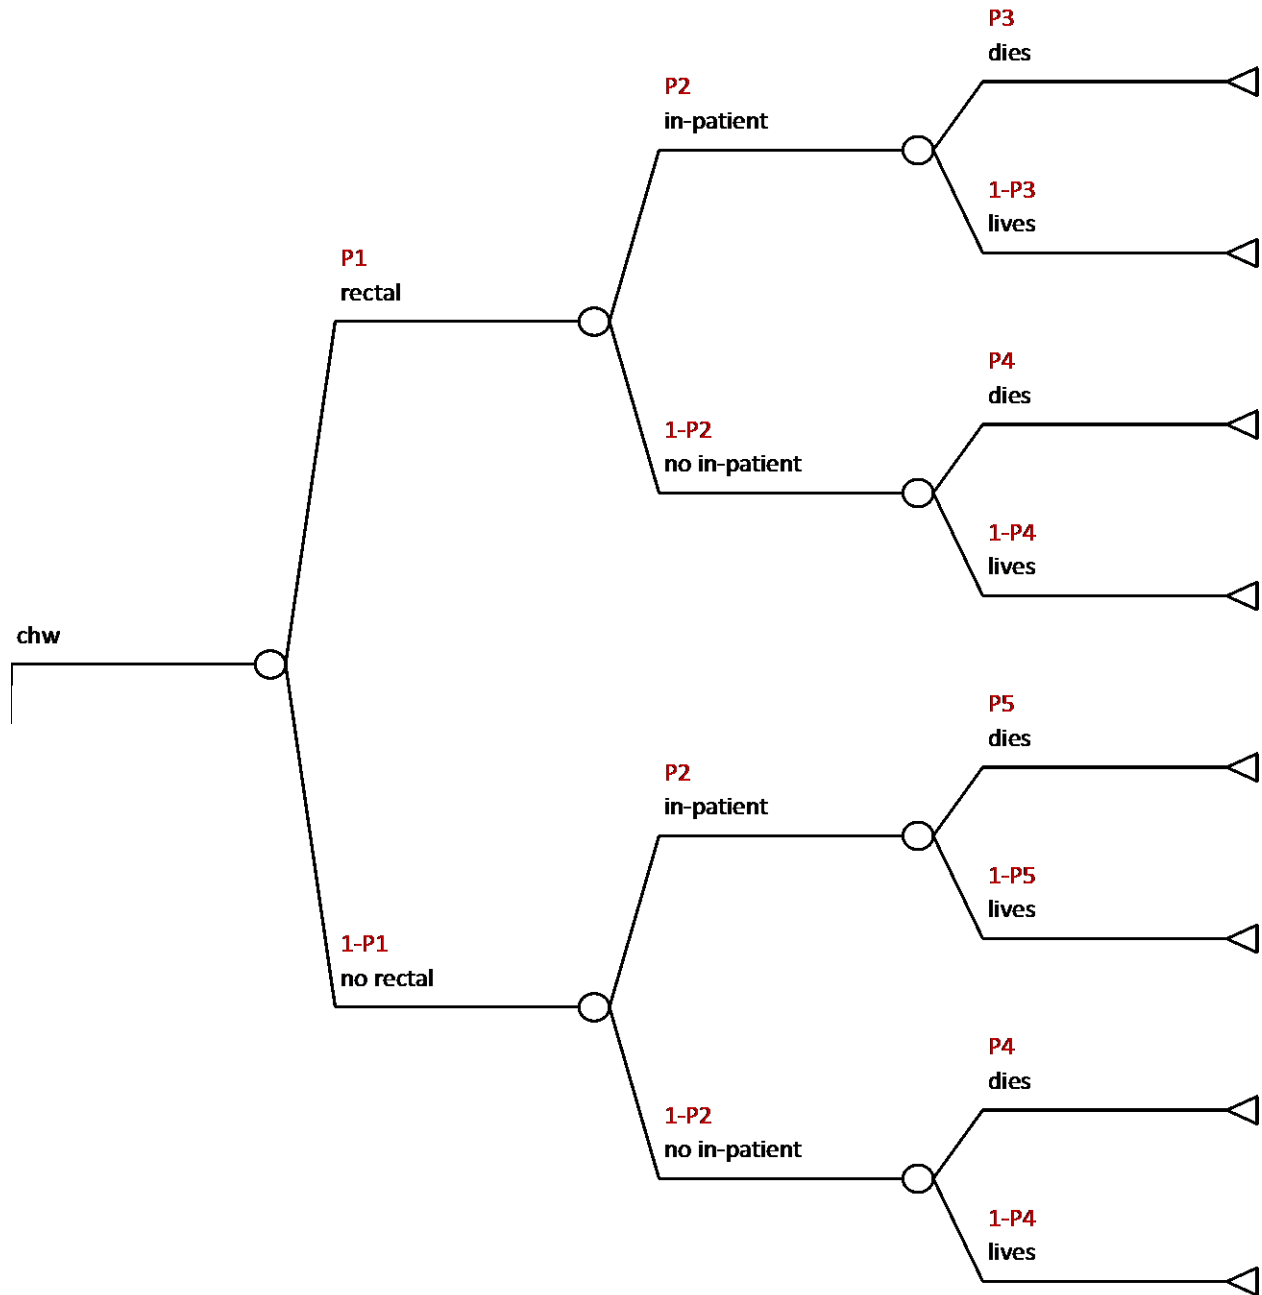 P3
dies
P2
in-patient
1-P3
lives
P1
rectal
P4
dies
1-P2
no in-patient
1-P4
lives
chw
P5
dies
P2
in-patient
1-P5
lives
1-P1
no rectal
P4
dies
1-P2
no in-patient
1-P4
lives